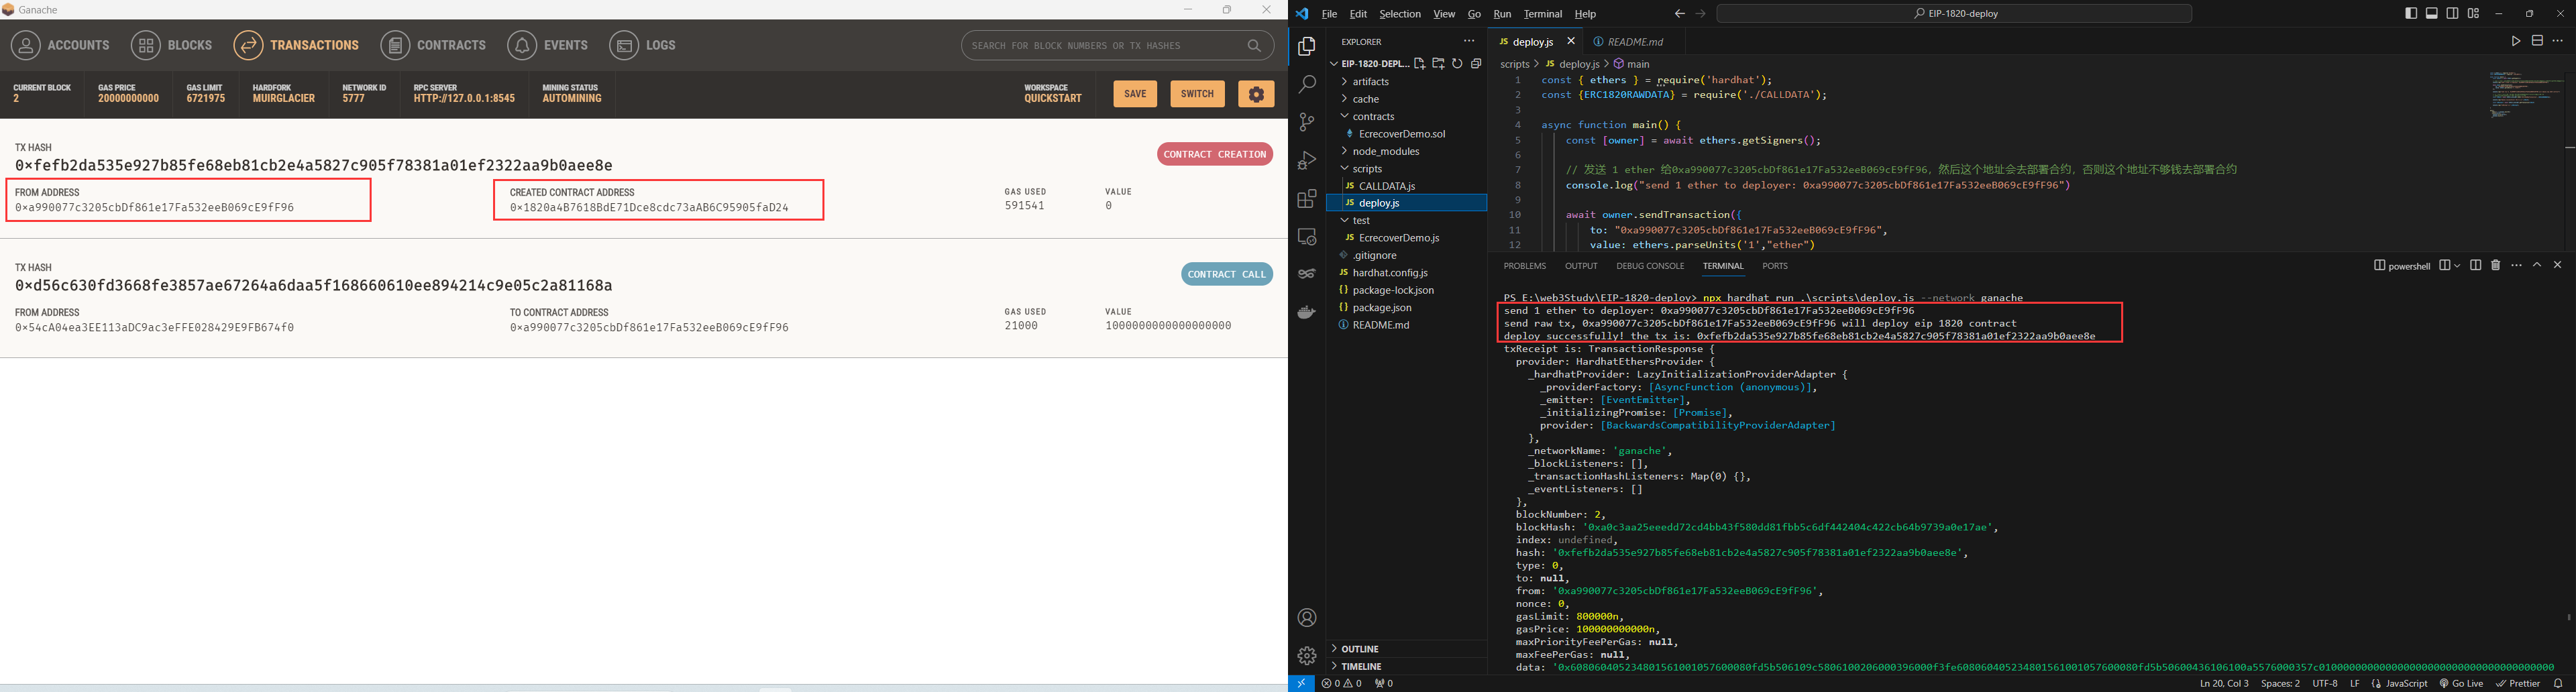 Ganache
ACCOUNTS BLOCKS TRANSACTIONS CONTRACTS EVENTS LOGS
SEARCH FOR BLOCK NUMBERS OR TX HASHES
CURRENT BLOCK
2
GAS PRICE
20000000000
GAS LIMIT
6721975
HARDFORK
MUIRGLACIER
NETWORK ID
5777
RPC SERVER
HTTP://127.0.0.1:8545
MINING STATUS
AUTOMINING
WORKSPACE
QUICKSTART
SAVE
SWITCH
TX HASH
0xfefb2da535e927b85fe68eb81cb2e4a5827c905f78381a01ef2322aa9b0aee8e
CONTRACT CREATION
FROM ADDRESS
0xa990077c3205cbDf861e17Fa532eeB069cE9fF96
CREATED CONTRACT ADDRESS
0x1820a4B7618BdE71Dce8cdc73aAB6C95905faD24
GAS USED
591541
VALUE
0
TX HASH
0xd56c630fd3668fe3857ae67264a6daa5f168660610ee894214c9e05c2a81168a
CONTRACT CALL
FROM ADDRESS
0x54cA04ea3EE113aDC9ac3eFFE028429E9FB674f0
TO CONTRACT ADDRESS
0xa990077c3205cbDf861e17Fa532eeB069cE9fF96
GAS USED
21000
VALUE
1000000000000000000
File Edit Selection View Go Run Terminal Help
EIP-1820-deploy
EXPLORER
EIP-1820-DEPL...
artifacts
cache
contracts
EcrecoverDemo.sol
node_modules
scripts
JS CALLDATA.js
JS deploy.js
test
JS EcrecoverDemo.js
.gitignore
JS hardhat.config.js
{} package-lock.json
{} package.json
README.md
OUTLINE
TIMELINE
JS deploy.js
README.md
scripts > JS deploy.js > main
1 const { ethers } = require('hardhat');
2 const {ERC1820RAWDATA} = require('./CALLDATA');
3
4 async function main() {
5 const [owner] = await ethers.getSigners();
6
7 // 发送 1 ether 给0xa990077c3205cbDf861e17Fa532eeB069cE9fF96，然后这个地址会去部署合约，否则这个地址不够钱去部署合约
8 console.log("send 1 ether to deployer: 0xa990077c3205cbDf861e17Fa532eeB069cE9fF96")
9
10 await owner.sendTransaction({
11 to: "0xa990077c3205cbDf861e17Fa532eeB069cE9fF96",
12 value: ethers.parseUnits('1',"ether")
PROBLEMS OUTPUT DEBUG CONSOLE TERMINAL PORTS
powershell
PS E:\web3Study\EIP-1820-deploy> npx hardhat run .\scripts\deploy.js --network ganache
send 1 ether to deployer: 0xa990077c3205cbDf861e17Fa532eeB069cE9fF96
send raw tx, 0xa990077c3205cbDf861e17Fa532eeB069cE9fF96 will deploy eip 1820 contract
deploy successfully! the tx is: 0xfefb2da535e927b85fe68eb81cb2e4a5827c905f78381a01ef2322aa9b0aee8e
txReceipt is: TransactionResponse {
provider: HardhatEthersProvider {
_hardhatProvider: LazyInitializationProviderAdapter {
_providerFactory: [AsyncFunction (anonymous)],
_emitter: [EventEmitter],
_initializingPromise: [Promise],
provider: [BackwardsCompatibilityProviderAdapter]
},
_networkName: 'ganache',
_blockListeners: [],
_transactionHashListeners: Map(0) {},
_eventListeners: []
},
blockNumber: 2,
blockHash: '0xa0c3aa25eeedd72cd4bb43f580dd81fbb5c6df442404c422cb64b9739a0e17ae',
index: undefined,
hash: '0xfefb2da535e927b85fe68eb81cb2e4a5827c905f78381a01ef2322aa9b0aee8e',
type: 0,
to: null,
from: '0xa990077c3205cbDf861e17Fa532eeB069cE9fF96',
nonce: 0,
gasLimit: 800000n,
gasPrice: 100000000000n,
maxPriorityFeePerGas: null,
maxFeePerGas: null,
data:
0 0 0
Ln 20, Col 3 Spaces: 2 UTF-8 LF {} JavaScript Go Live Prettier